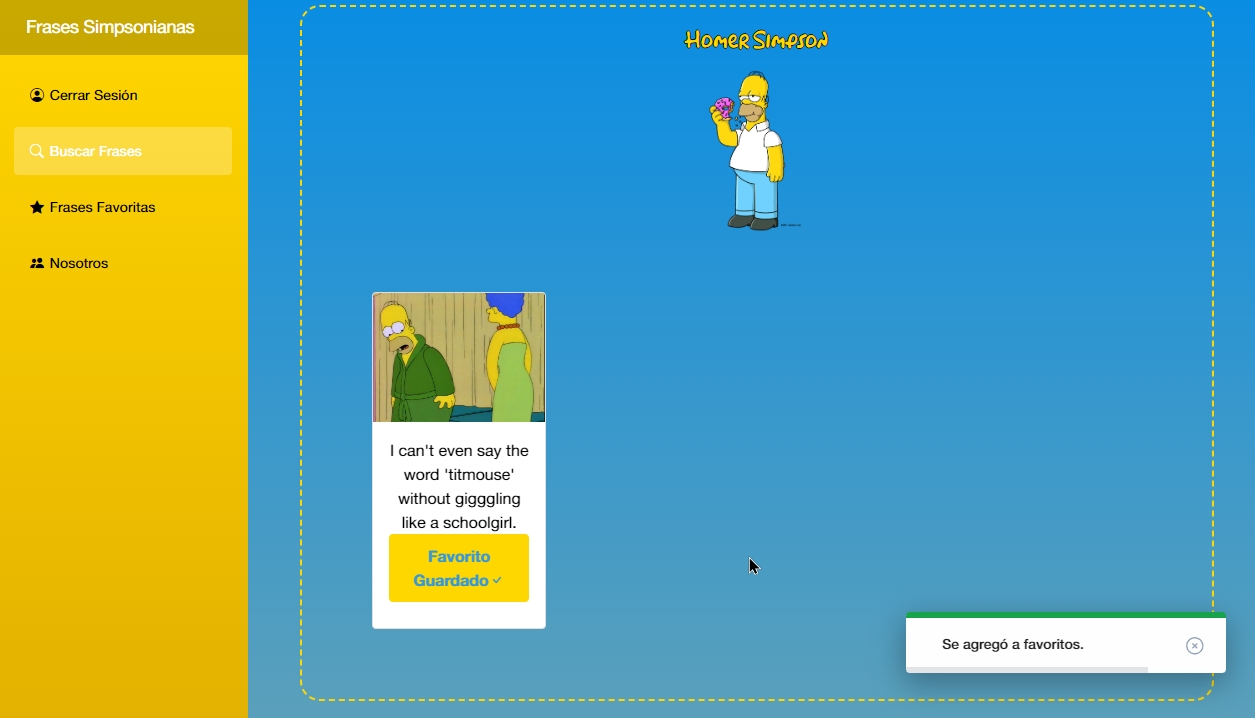 Frases Simpsonianas
Cerrar Sesión
Buscar Frases
Frases Favoritas
Nosotros
Homer Simpson
I can't even say the
word 'titmouse'
without gigggling
like a schoolgirl.
Favorito
Guardado
Se agregó a favoritos.